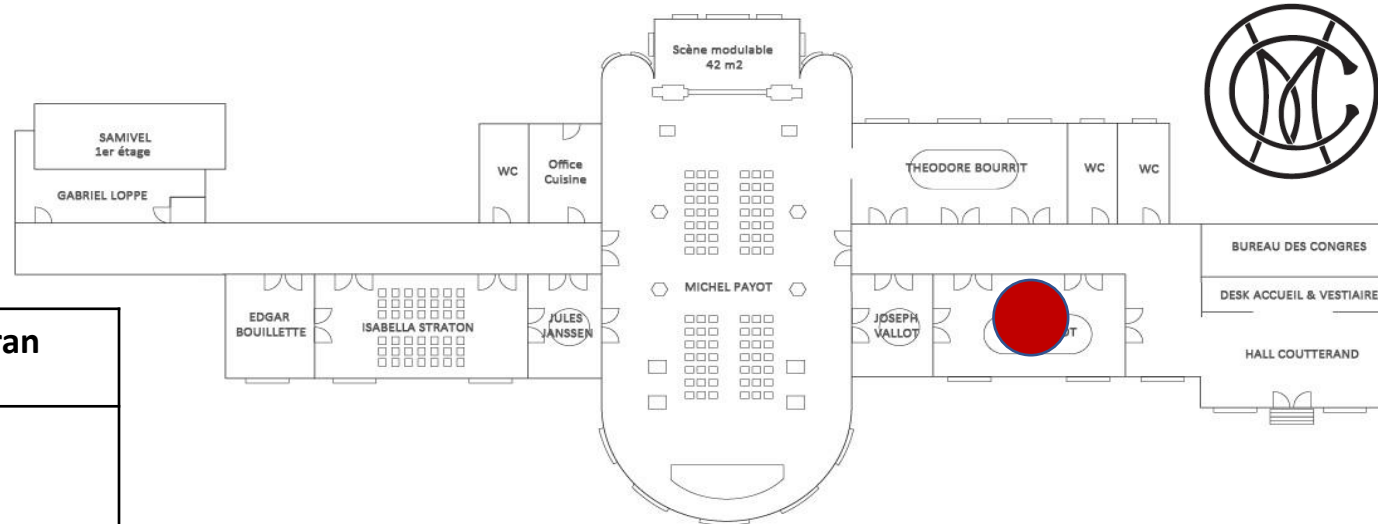 Scène modulable
42 m2
SAMIVEL
1er étage
GABRIEL LOPPE
WC
Office
Cuisine
THEODORE BOURRIT
WC
WC
BUREAU DES CONGRES
DESK ACCUEIL & VESTIAIRE
HALL COUTTERAND
MICHEL PAYOT
EDGAR
BOUILLETTE
ISABELLA STRATON
JULES
JANSSEN
JOSEPH
VALLOT